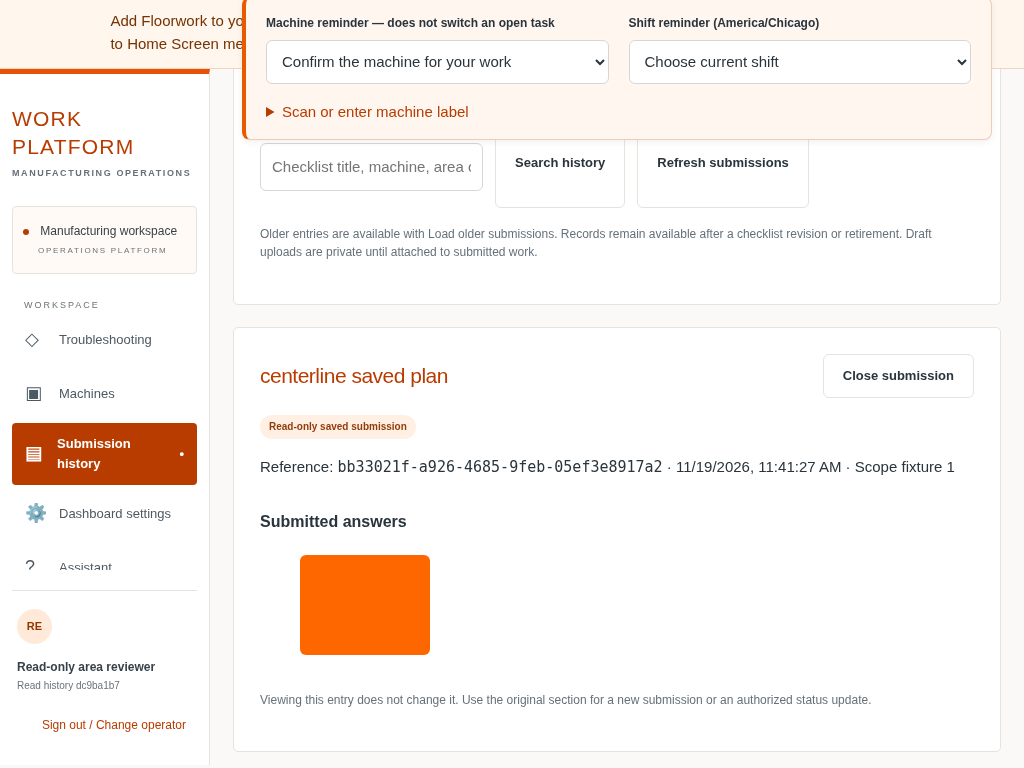 Add Floorwork to yo
to Home Screen me
Machine reminder — does not switch an open task
Confirm the machine for your work
Shift reminder (America/Chicago)
Choose current shift
Scan or enter machine label
WORK
PLATFORM
MANUFACTURING OPERATIONS
Manufacturing workspace
OPERATIONS PLATFORM
WORKSPACE
Troubleshooting
Machines
Submission
history
Dashboard settings
Assistant
RE
Read-only area reviewer
Read history dc9ba1b7
Sign out / Change operator
Checklist title, machine, area o
Search history
Refresh submissions
Older entries are available with Load older submissions. Records remain available after a checklist revision or retirement. Draft
uploads are private until attached to submitted work.
centerline saved plan
Close submission
Read-only saved submission
Reference: bb33021f-a926-4685-9feb-05ef3e8917a2 · 11/19/2026, 11:41:27 AM · Scope fixture 1
Submitted answers
Viewing this entry does not change it. Use the original section for a new submission or an authorized status update.